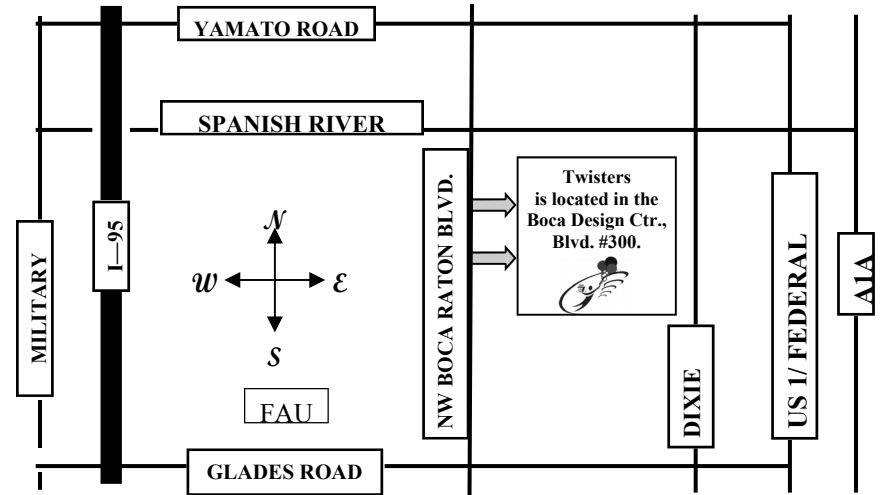 YAMATO ROAD
SPANISH RIVER
Twisters
is located in the
Boca Design Ctr.,
Blvd. #300.
NW BOCA RATON BLVD.
I—95
MILITARY
N
W
E
S
FAU
DIXIE
US 1/ FEDERAL
A1A
GLADES ROAD